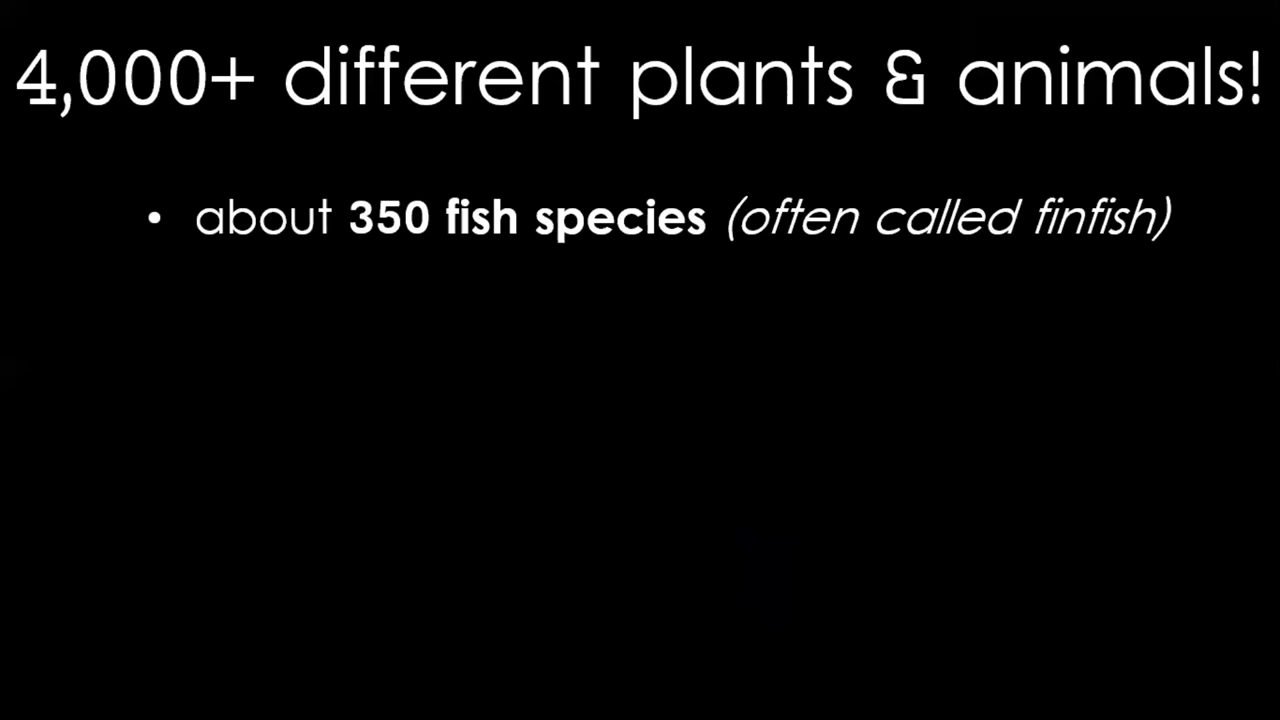 4,000+ different plants & animals!
• about 350 fish species (often called finfish)